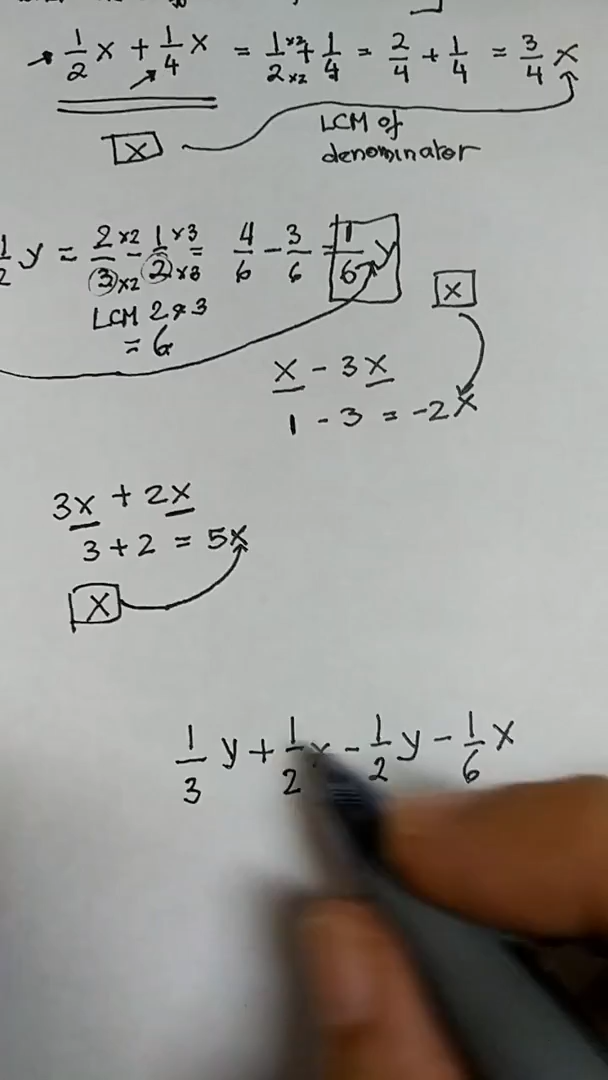 1/2 x + 1/4 x = 1×2/2×2 + 1/4 = 2/4 + 1/4 = 3/4 x
x
LCM of
denominator
1/2 y = 2×2/3×2 - 1×3/2×3 = 4/6 - 3/6 = 1/6 y
LCM 2 & 3
= 6
x
x - 3x
1 - 3 = -2x
3x + 2x
3 + 2 = 5x
x
1/3 y + 1/2 x - 1/2 y - 1/6 x